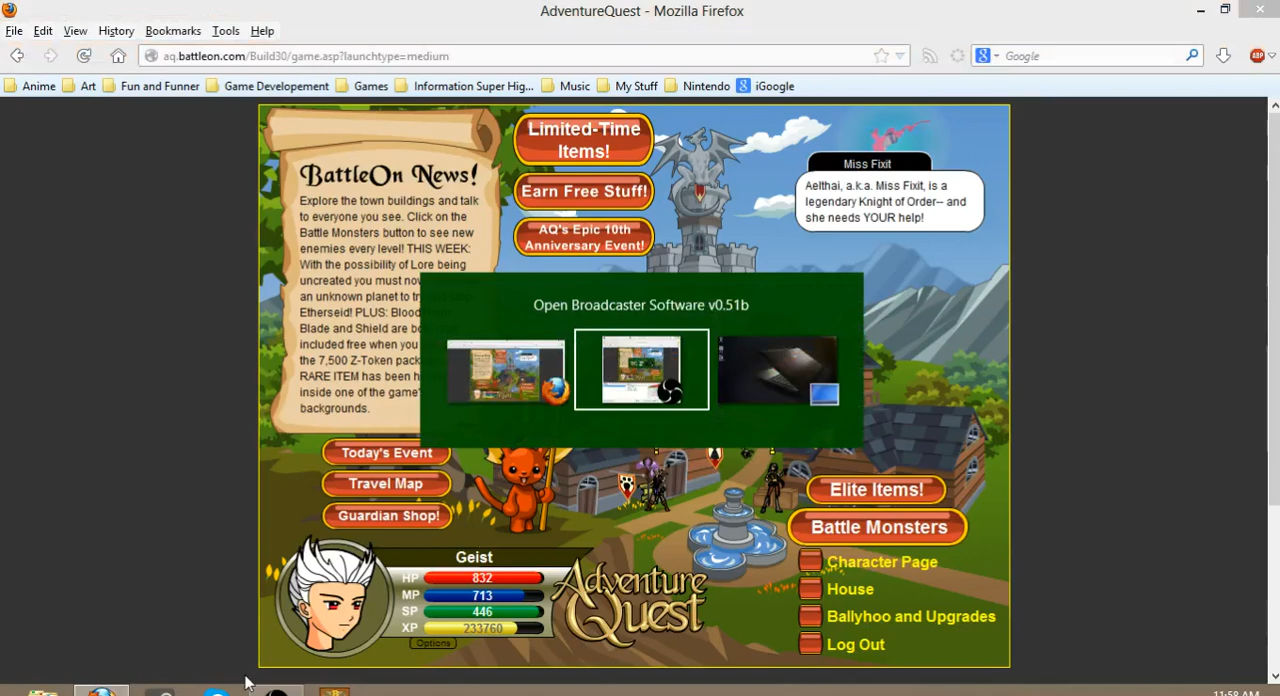 AdventureQuest - Mozilla Firefox
File Edit View History Bookmarks Tools Help
aq.battleon.com/Build30/game.asp?launchtype=medium
Google
ABP
Anime Art Fun and Funner Game Developement Games Information Super Hig... Music My Stuff Nintendo iGoogle
BattleOn News!
Explore the town buildings and talk
to everyone you see. Click on the
Battle Monsters button to see new
enemies every level! THIS WEEK:
With the possibility of Lore being
uncreated you must now
an unknown planet to
Etherseid! PLUS:
Blade and Shield are
included free when you
the 7,500 Z-Token
RARE ITEM has been
inside one of the game'
backgrounds.
Limited-Time
Items!
Earn Free Stuff!
AQ's Epic 10th
Anniversary Event!
Miss Fixit
Aelthai, a.k.a. Miss Fixit, is a
legendary Knight of Order-- and
she needs YOUR help!
Open Broadcaster Software v0.51b
Today's Event
Travel Map
Guardian Shop!
Elite Items!
Battle Monsters
Character Page
House
Ballyhoo and Upgrades
Log Out
Geist
HP 832
MP 713
SP 446
XP 233760
Options
Adventure
Quest
11:58 AM